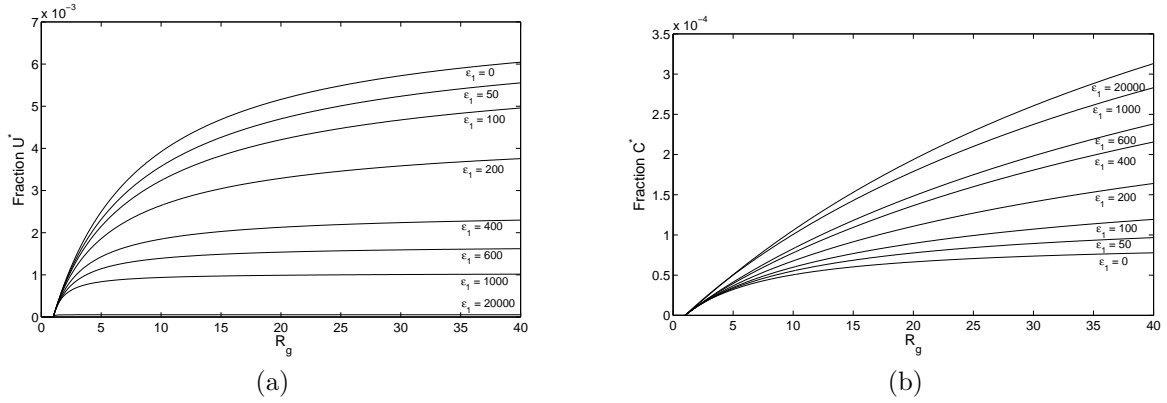 x 10⁻³
7
6
5
4
3
2
1
0
Fraction U*
ε₁ = 0
ε₁ = 50
ε₁ = 100
ε₁ = 200
ε₁ = 400
ε₁ = 600
ε₁ = 1000
ε₁ = 20000
0 5 10 15 20 25 30 35 40
R_g
(a)
x 10⁻⁴
3.5
3
2.5
2
1.5
1
0.5
0
Fraction C*
ε₁ = 20000
ε₁ = 1000
ε₁ = 600
ε₁ = 400
ε₁ = 200
ε₁ = 100
ε₁ = 50
ε₁ = 0
0 5 10 15 20 25 30 35 40
R_g
(b)